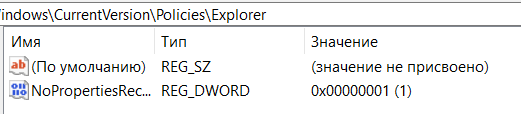 indows\CurrentVersion\Policies\Explorer
Имя Тип Значение
(По умолчанию) REG_SZ (значение не присвоено)
NoPropertiesRec... REG_DWORD 0x00000001 (1)